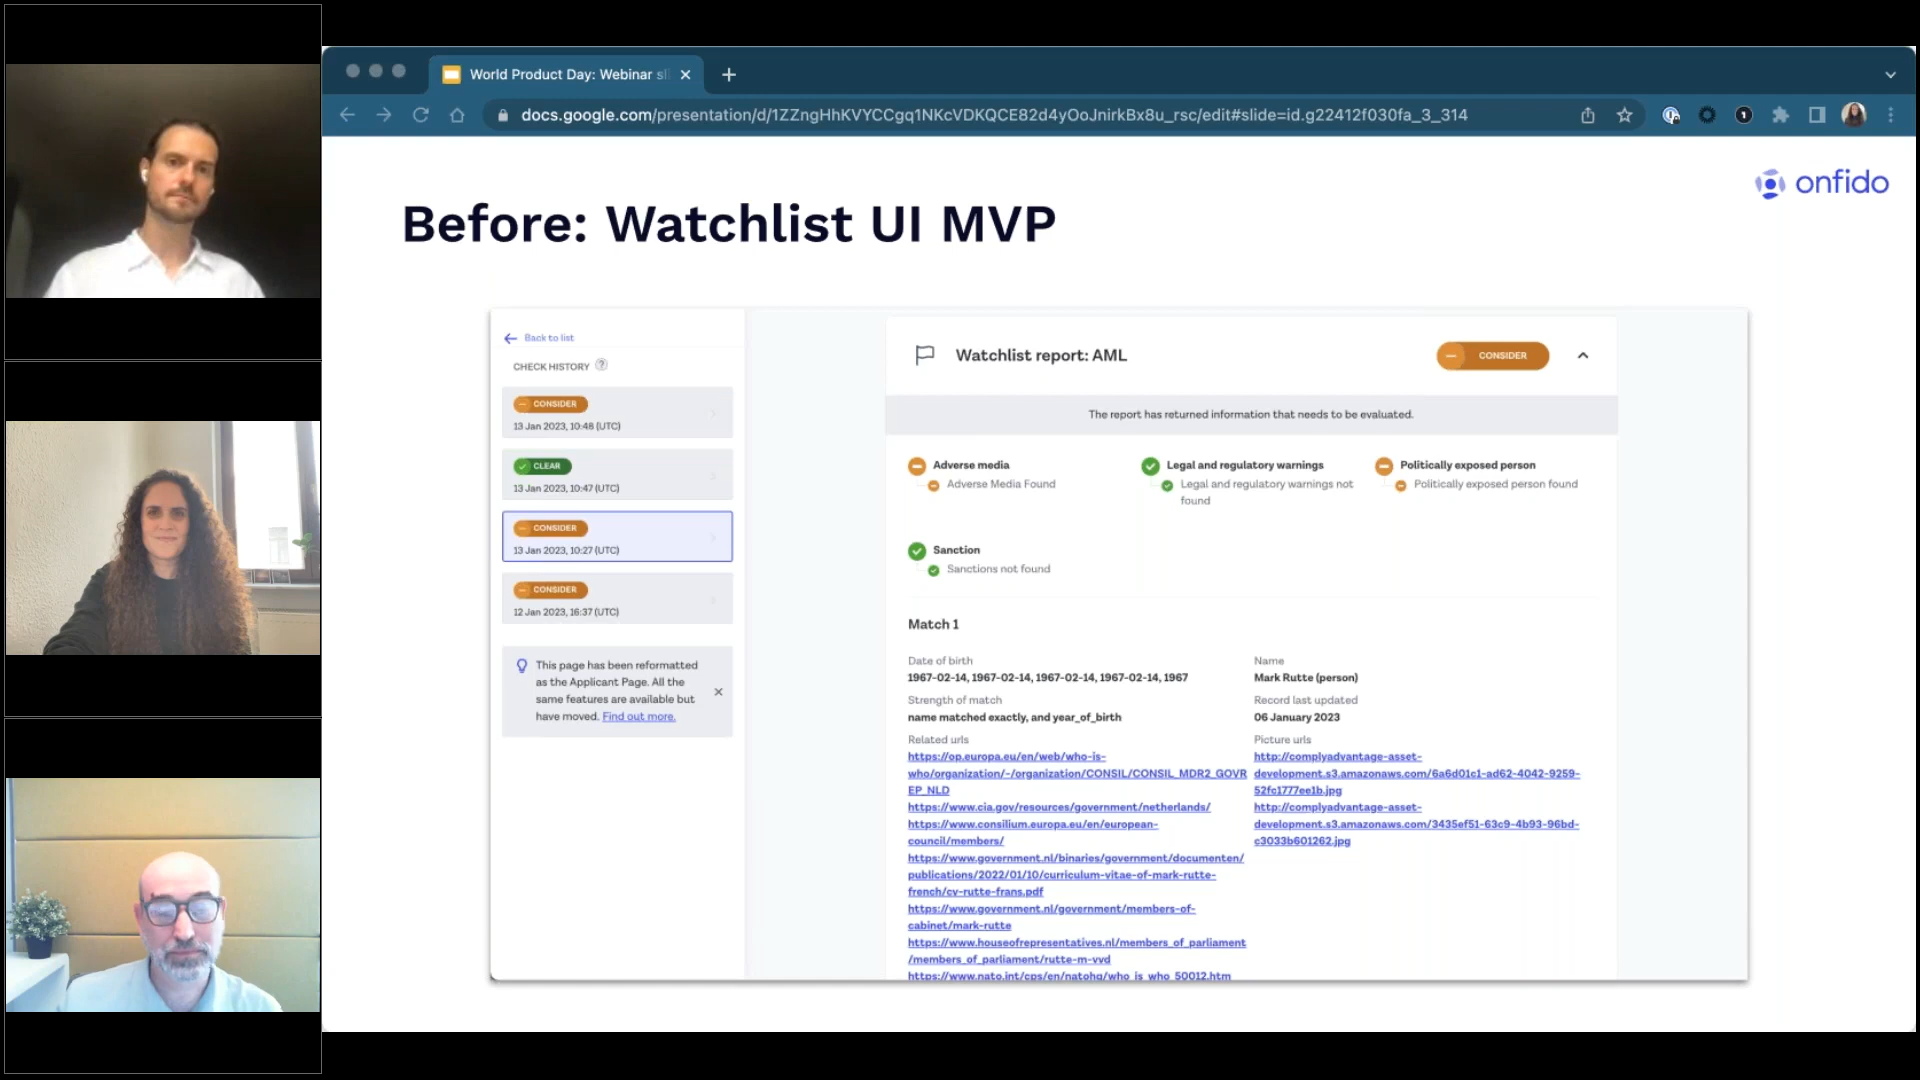 World Product Day: Webinar sli
docs.google.com/presentation/d/1ZZngHhKVYCCgq1NKcVDKQCE82d4yOoJnirkBx8u_rsc/edit#slide=id.g22412f030fa_3_314
onfido
Before: Watchlist UI MVP
Back to list
CHECK HISTORY ?
CONSIDER
13 Jan 2023, 10:48 (UTC)
CLEAR
13 Jan 2023, 10:47 (UTC)
CONSIDER
13 Jan 2023, 10:27 (UTC)
CONSIDER
12 Jan 2023, 16:37 (UTC)
This page has been reformatted
as the Applicant Page. All the
same features are available but
have moved. Find out more.
Watchlist report: AML
CONSIDER
The report has returned information that needs to be evaluated.
Adverse media
Adverse Media Found
Legal and regulatory warnings
Legal and regulatory warnings not
found
Politically exposed person
Politically exposed person found
Sanction
Sanctions not found
Match 1
Date of birth
1967-02-14, 1967-02-14, 1967-02-14, 1967-02-14, 1967
Strength of match
name matched exactly, and year_of_birth
Related urls
https://op.europa.eu/en/web/who-is-
who/organization/-/organization/CONSIL/CONSIL_MDR2_GOVR
EP_NLD
https://www.cia.gov/resources/government/netherlands/
https://www.consilium.europa.eu/en/european-
council/members/
https://www.government.nl/binaries/government/documenten/
publications/2022/01/10/curriculum-vitae-of-mark-rutte-
french/cv-rutte-frans.pdf
https://www.government.nl/government/members-of-
cabinet/mark-rutte
https://www.houseofrepresentatives.nl/members_of_parliament
/members_of_parliament/rutte-m-vvd
https://www.nato.int/cps/en/natohq/who_is_who_50012.htm
Name
Mark Rutte (person)
Record last updated
06 January 2023
Picture urls
http://complyadvantage-asset-
development.s3.amazonaws.com/6a6d01c1-ad62-4042-9259-
52fc1777ee1b.jpg
http://complyadvantage-asset-
development.s3.amazonaws.com/3435ef51-63c9-4b93-96bd-
c3033b601262.jpg